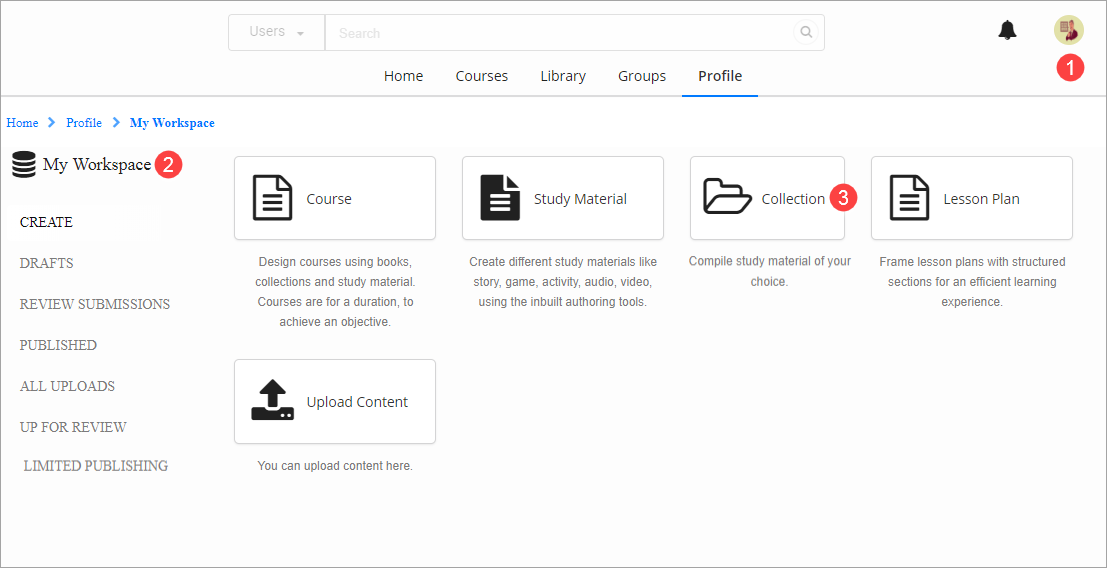 Users Search
1
Home Courses Library Groups Profile
Home Profile My Workspace
My Workspace 2
CREATE
DRAFTS
REVIEW SUBMISSIONS
PUBLISHED
ALL UPLOADS
UP FOR REVIEW
LIMITED PUBLISHING
Course
Design courses using books,
collections and study material.
Courses are for a duration, to
achieve an objective.
Study Material
Create different study materials like
story, game, activity, audio, video,
using the inbuilt authoring tools.
Collection 3
Compile study material of your
choice.
Lesson Plan
Frame lesson plans with structured
sections for an efficient learning
experience.
Upload Content
You can upload content here.